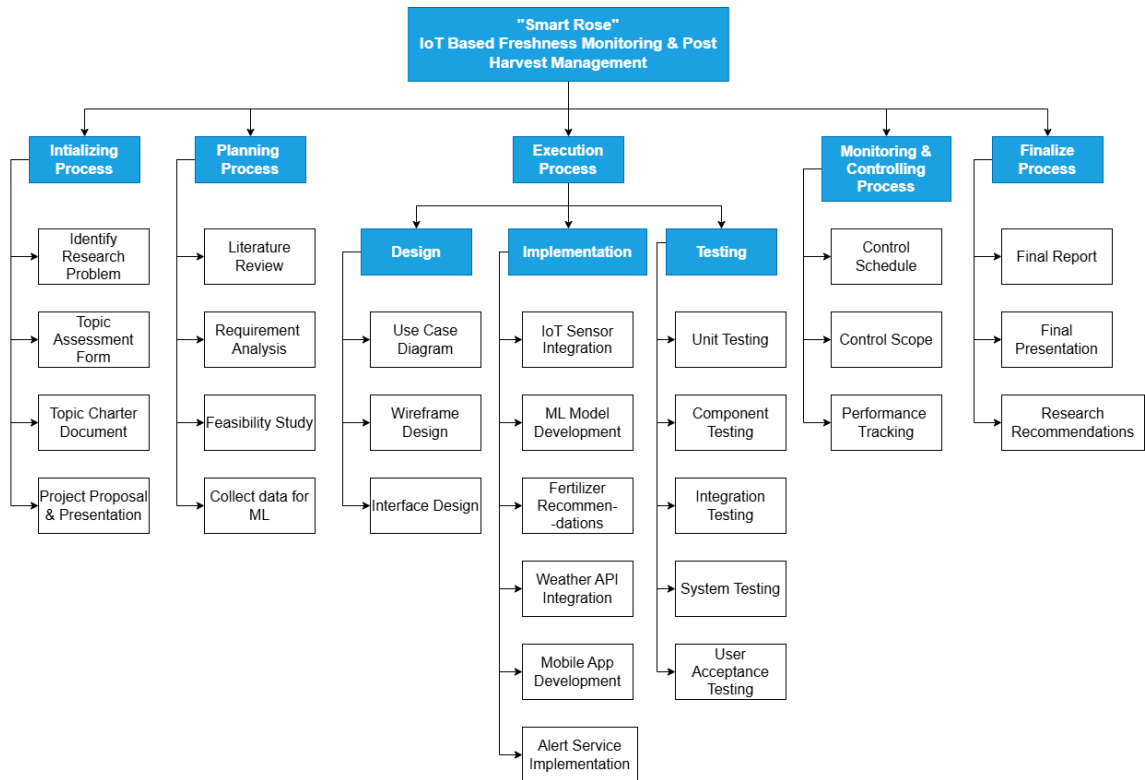 "Smart Rose"
IoT Based Freshness Monitoring & Post
Harvest Management
Intializing
Process
Planning
Process
Execution
Process
Monitoring &
Controlling
Process
Finalize
Process
Identify
Research
Problem
Topic
Assessment
Form
Topic Charter
Document
Project Proposal
& Presentation
Literature
Review
Requirement
Analysis
Feasibility Study
Collect data for
ML
Design
Use Case
Diagram
Wireframe
Design
Interface Design
Implementation
IoT Sensor
Integration
ML Model
Development
Fertilizer
Recommen-
-dations
Weather API
Integration
Mobile App
Development
Alert Service
Implementation
Testing
Unit Testing
Component
Testing
Integration
Testing
System Testing
User
Acceptance
Testing
Control
Schedule
Control Scope
Performance
Tracking
Final Report
Final
Presentation
Research
Recommendations